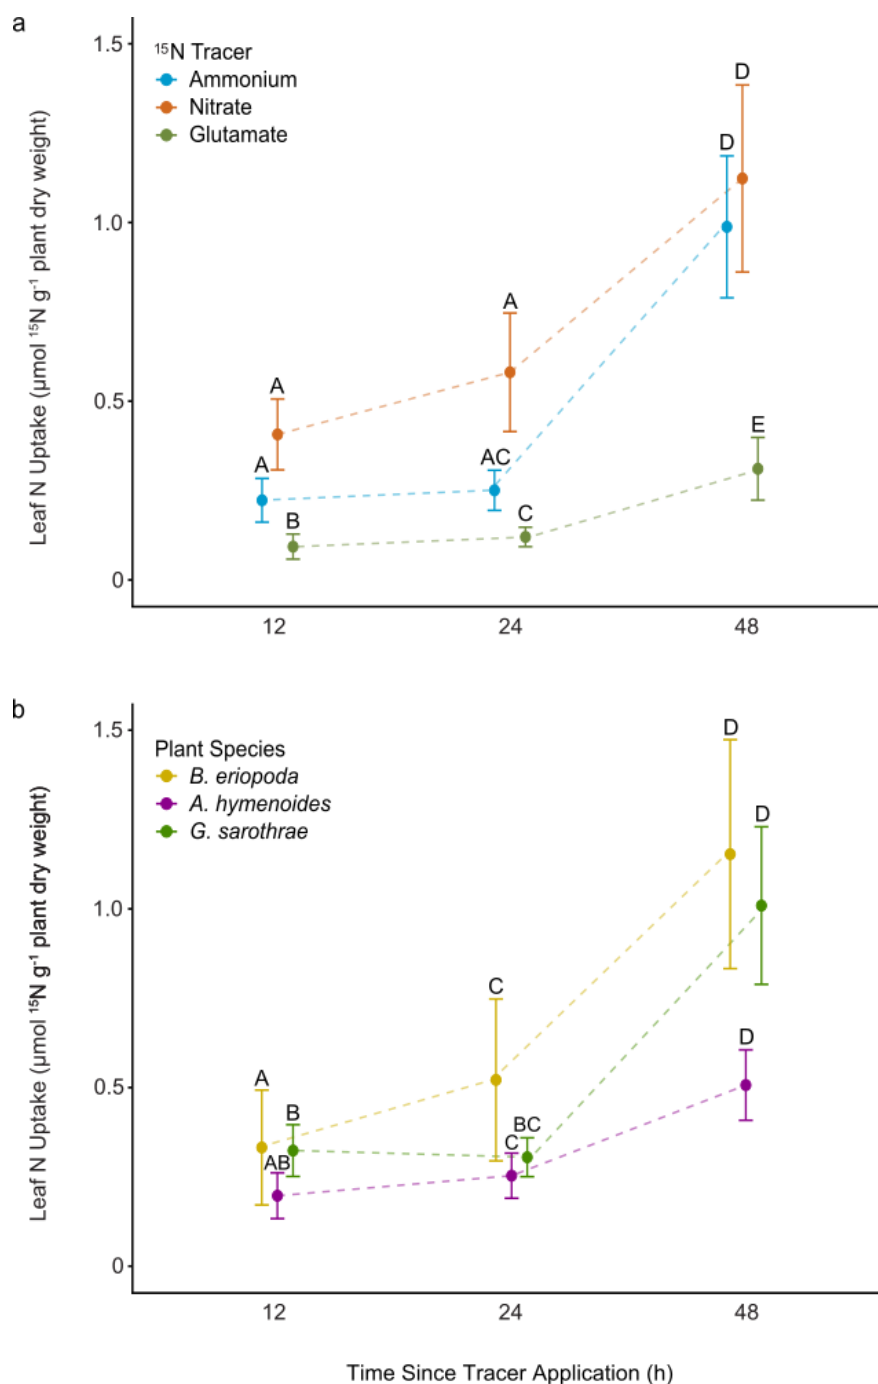 a
1.5
¹⁵N Tracer
Ammonium
Nitrate
Glutamate
D
D
1.0
A
A
0.5
E
A
AC
B
C
0
12 24 48
Leaf N Uptake (µmol ¹⁵N g⁻¹ plant dry weight)
b
1.5
Plant Species
B. eriopoda
A. hymenoides
G. sarothrae
D
D
1.0
C
D
0.5
A
B
BC
AB
C
0
12 24 48
Leaf N Uptake (µmol ¹⁵N g⁻¹ plant dry weight)
Time Since Tracer Application (h)